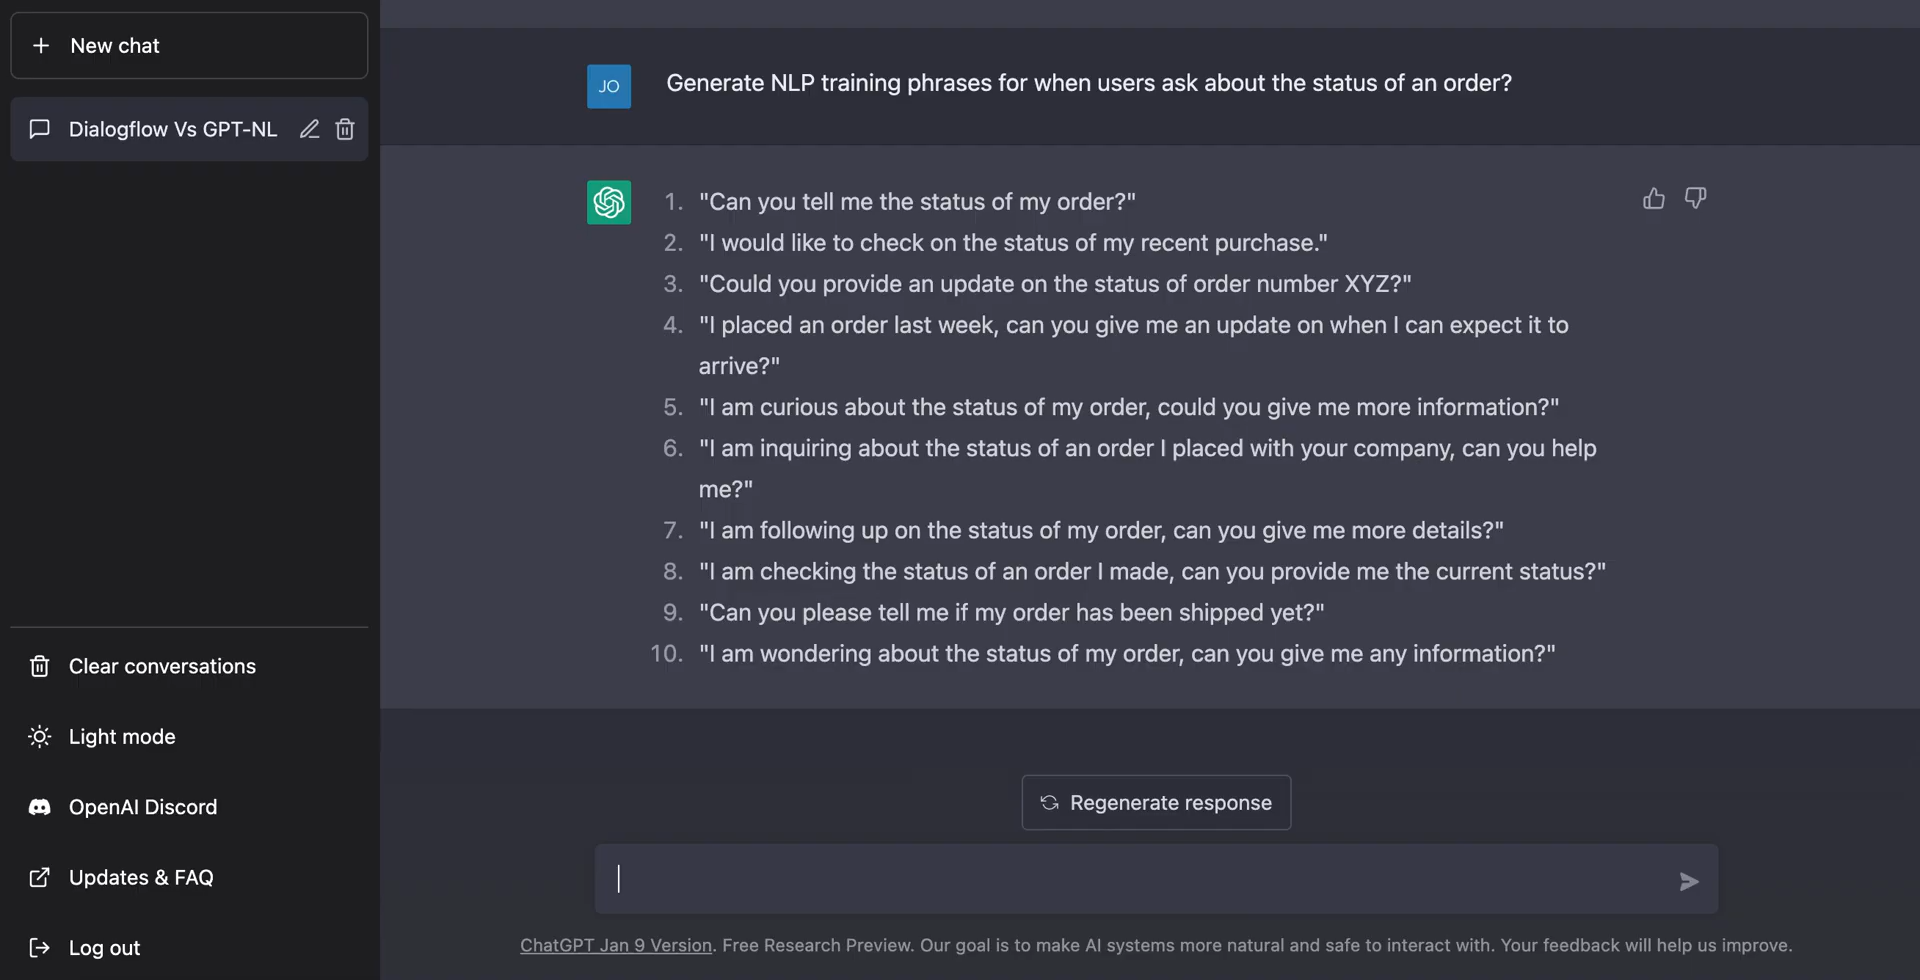 New chat
Dialogflow Vs GPT-NL
Clear conversations
Light mode
OpenAI Discord
Updates & FAQ
Log out
JO
Generate NLP training phrases for when users ask about the status of an order?
1. "Can you tell me the status of my order?"
2. "I would like to check on the status of my recent purchase."
3. "Could you provide an update on the status of order number XYZ?"
4. "I placed an order last week, can you give me an update on when I can expect it to
arrive?"
5. "I am curious about the status of my order, could you give me more information?"
6. "I am inquiring about the status of an order I placed with your company, can you help
me?"
7. "I am following up on the status of my order, can you give me more details?"
8. "I am checking the status of an order I made, can you provide me the current status?"
9. "Can you please tell me if my order has been shipped yet?"
10. "I am wondering about the status of my order, can you give me any information?"
Regenerate response
ChatGPT Jan 9 Version. Free Research Preview. Our goal is to make AI systems more natural and safe to interact with. Your feedback will help us improve.